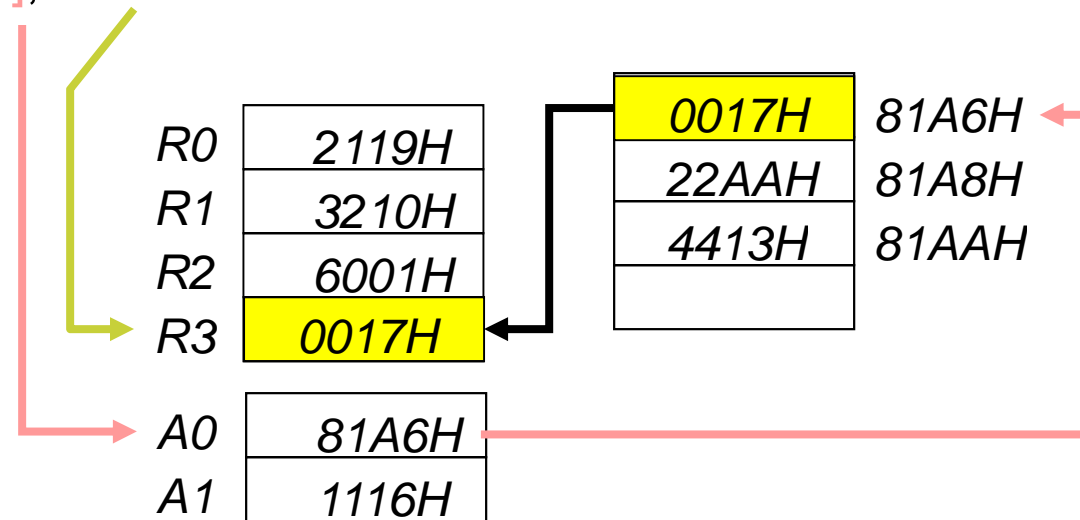 ],
0017H 81A6H
R0 2119H
22AAH 81A8H
R1 3210H
4413H 81AAH
R2 6001H
R3 0017H
A0 81A6H
A1 1116H